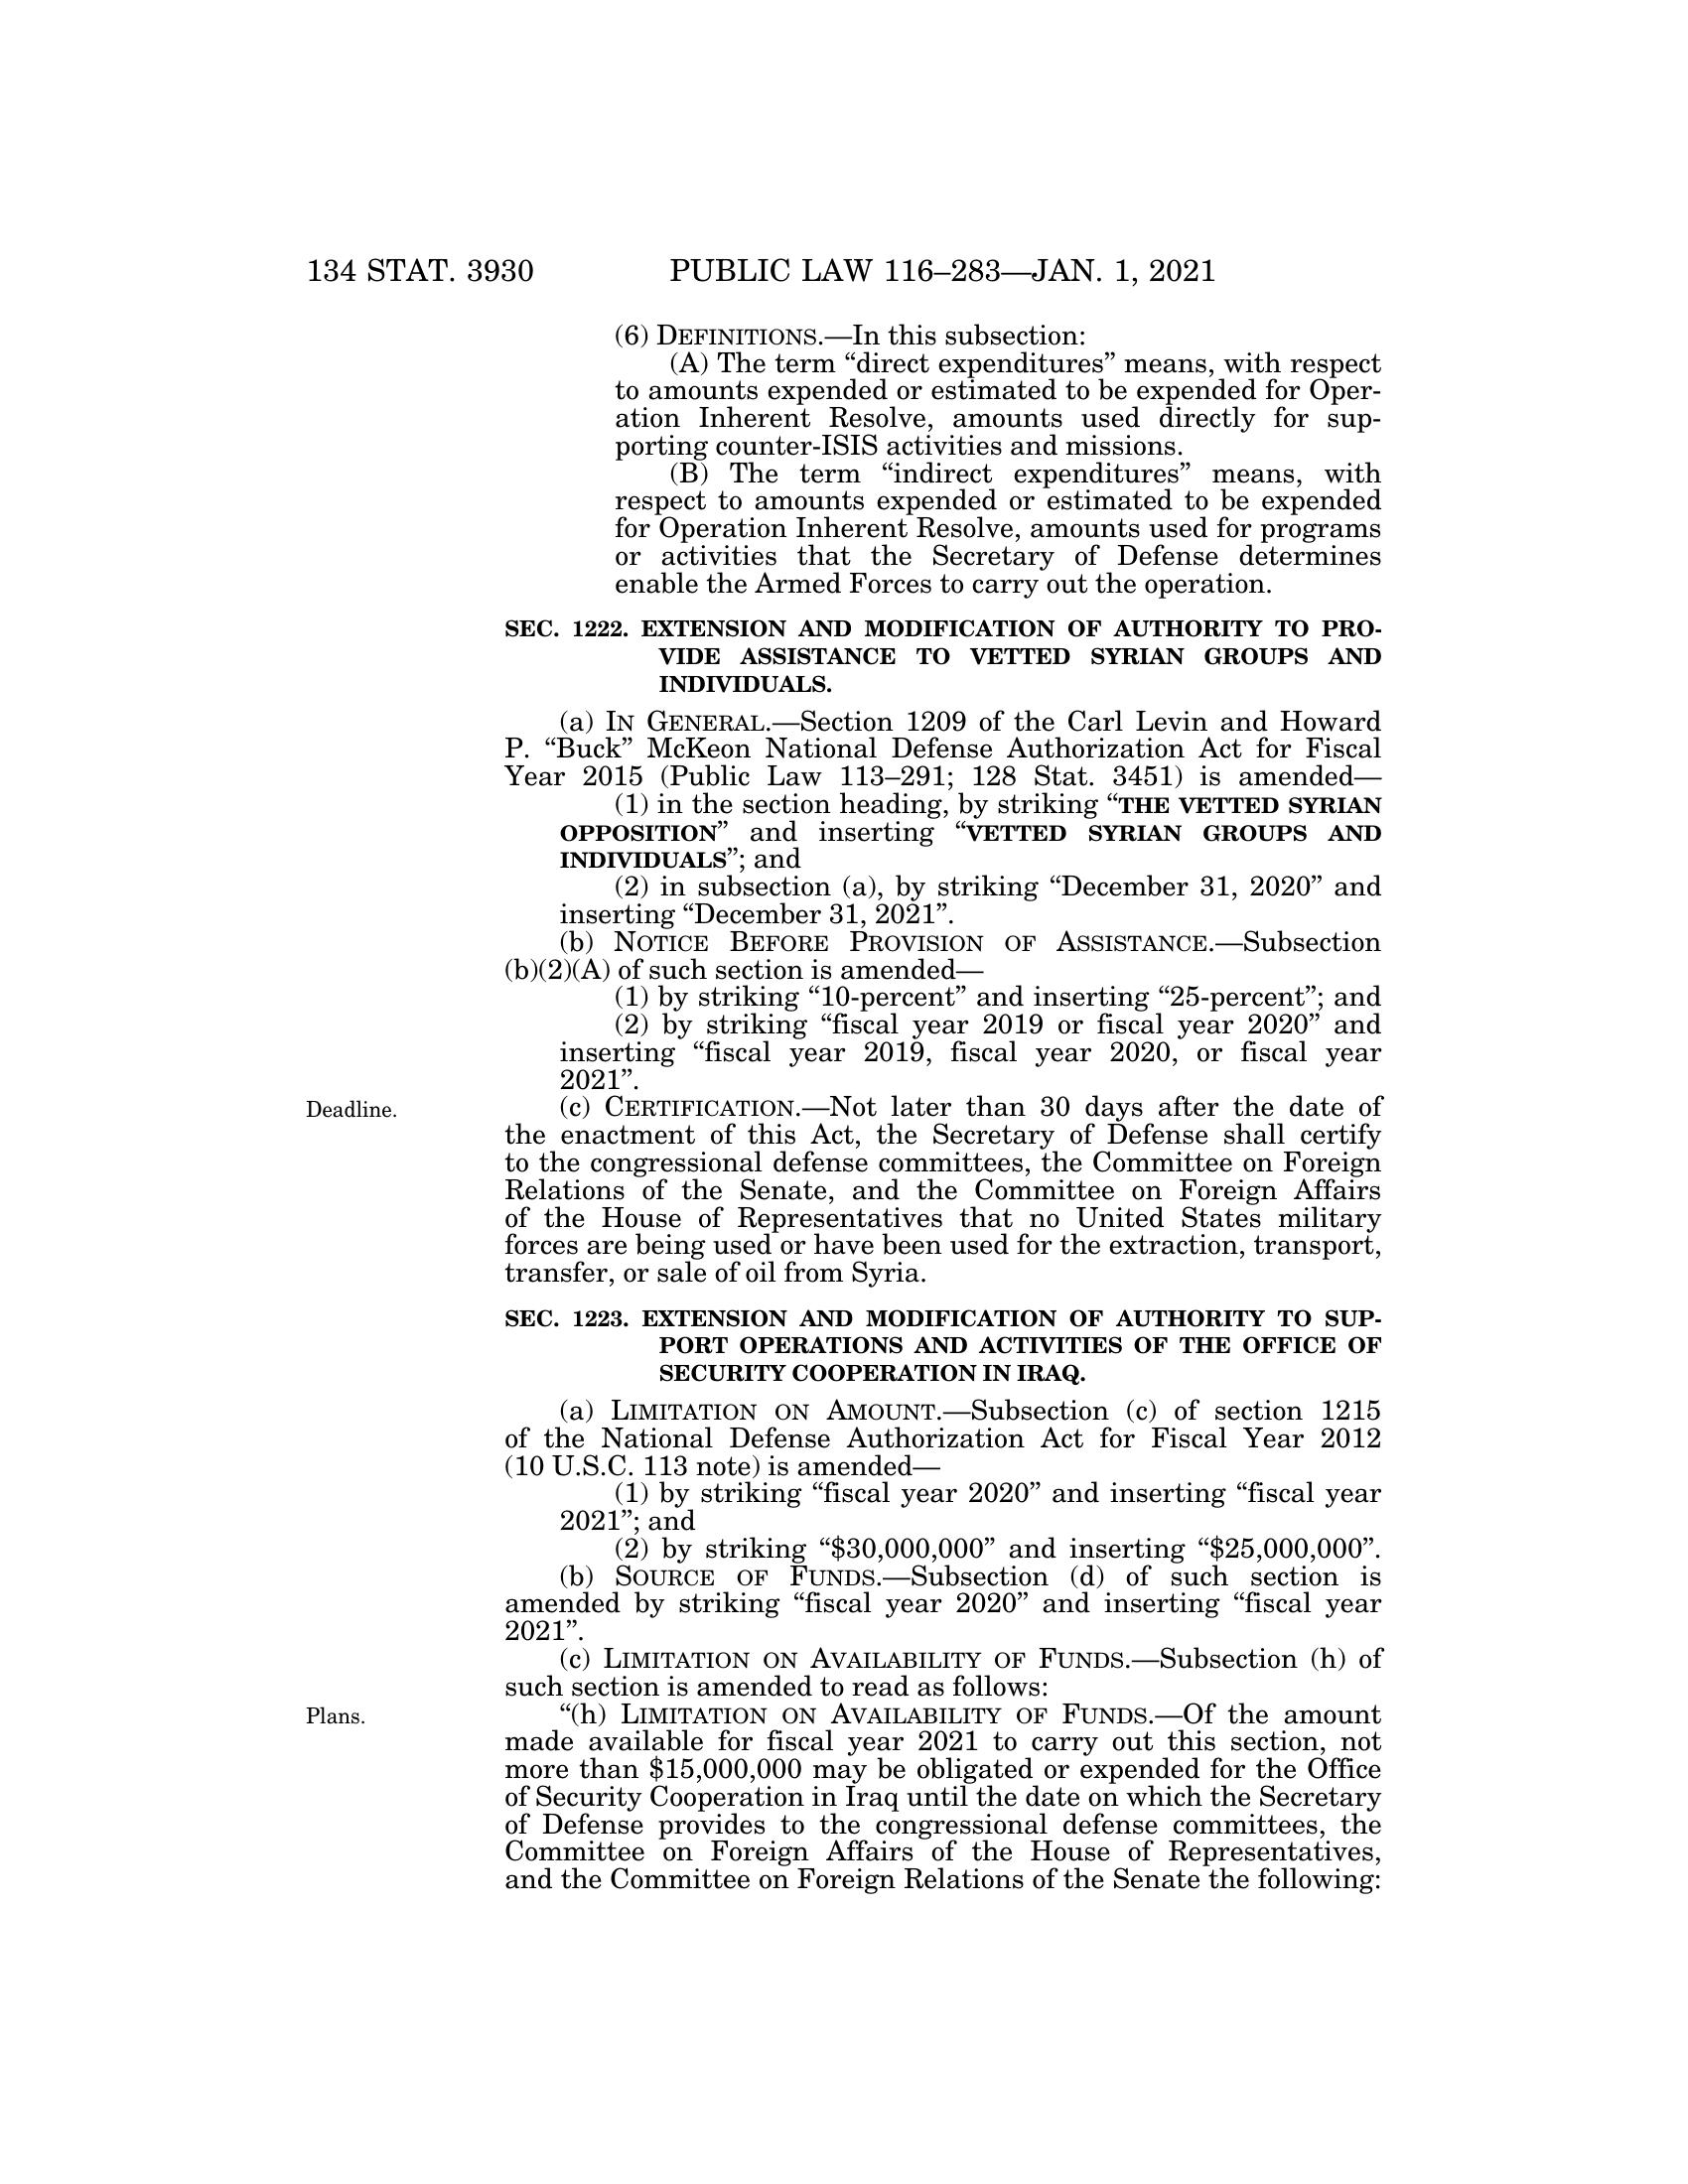 134 STAT. 3930 PUBLIC LAW 116–283—JAN. 1, 2021
(6) DEFINITIONS.—In this subsection:
(A) The term “direct expenditures” means, with respect
to amounts expended or estimated to be expended for Oper-
ation Inherent Resolve, amounts used directly for sup-
porting counter-ISIS activities and missions.
(B) The term “indirect expenditures” means, with
respect to amounts expended or estimated to be expended
for Operation Inherent Resolve, amounts used for programs
or activities that the Secretary of Defense determines
enable the Armed Forces to carry out the operation.
SEC. 1222. EXTENSION AND MODIFICATION OF AUTHORITY TO PRO-
VIDE ASSISTANCE TO VETTED SYRIAN GROUPS AND
INDIVIDUALS.
(a) IN GENERAL.—Section 1209 of the Carl Levin and Howard
P. “Buck” McKeon National Defense Authorization Act for Fiscal
Year 2015 (Public Law 113–291; 128 Stat. 3451) is amended—
(1) in the section heading, by striking “THE VETTED SYRIAN
OPPOSITION” and inserting “VETTED SYRIAN GROUPS AND
INDIVIDUALS”; and
(2) in subsection (a), by striking “December 31, 2020” and
inserting “December 31, 2021”.
(b) NOTICE BEFORE PROVISION OF ASSISTANCE.—Subsection
(b)(2)(A) of such section is amended—
(1) by striking “10-percent” and inserting “25-percent”; and
(2) by striking “fiscal year 2019 or fiscal year 2020” and
inserting “fiscal year 2019, fiscal year 2020, or fiscal year
2021”.
Deadline. (c) CERTIFICATION.—Not later than 30 days after the date of
the enactment of this Act, the Secretary of Defense shall certify
to the congressional defense committees, the Committee on Foreign
Relations of the Senate, and the Committee on Foreign Affairs
of the House of Representatives that no United States military
forces are being used or have been used for the extraction, transport,
transfer, or sale of oil from Syria.
SEC. 1223. EXTENSION AND MODIFICATION OF AUTHORITY TO SUP-
PORT OPERATIONS AND ACTIVITIES OF THE OFFICE OF
SECURITY COOPERATION IN IRAQ.
(a) LIMITATION ON AMOUNT.—Subsection (c) of section 1215
of the National Defense Authorization Act for Fiscal Year 2012
(10 U.S.C. 113 note) is amended—
(1) by striking “fiscal year 2020” and inserting “fiscal year
2021”; and
(2) by striking “$30,000,000” and inserting “$25,000,000”.
(b) SOURCE OF FUNDS.—Subsection (d) of such section is
amended by striking “fiscal year 2020” and inserting “fiscal year
2021”.
(c) LIMITATION ON AVAILABILITY OF FUNDS.—Subsection (h) of
such section is amended to read as follows:
Plans. “(h) LIMITATION ON AVAILABILITY OF FUNDS.—Of the amount
made available for fiscal year 2021 to carry out this section, not
more than $15,000,000 may be obligated or expended for the Office
of Security Cooperation in Iraq until the date on which the Secretary
of Defense provides to the congressional defense committees, the
Committee on Foreign Affairs of the House of Representatives,
and the Committee on Foreign Relations of the Senate the following: